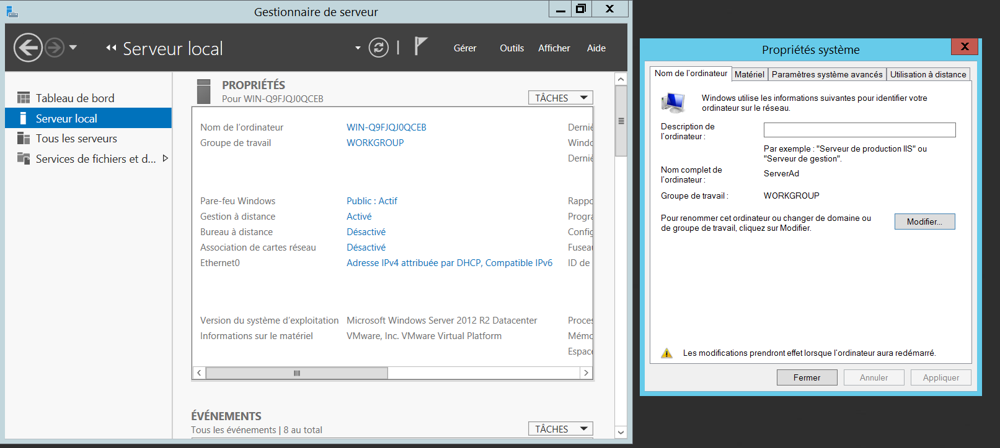 Gestionnaire de serveur
Serveur local
Gérer Outils Afficher Aide
Tableau de bord
Serveur local
Tous les serveurs
Services de fichiers et d...
PROPRIÉTÉS
Pour WIN-Q9FJQJ0QCEB
TÂCHES
Nom de l'ordinateur WIN-Q9FJQJ0QCEB Derniè
Groupe de travail WORKGROUP Windo
Derniè
Pare-feu Windows Public : Actif Rappo
Gestion à distance Activé Progra
Bureau à distance Désactivé Config
Association de cartes réseau Désactivé Fuseau
Ethernet0 Adresse IPv4 attribuée par DHCP, Compatible IPv6 ID de
Version du système d'exploitation Microsoft Windows Server 2012 R2 Datacenter Proces
Informations sur le matériel VMware, Inc. VMware Virtual Platform Mémo
Espace
ÉVÉNEMENTS
Tous les événements | 8 au total
TÂCHES
Propriétés système
Nom de l'ordinateur Matériel Paramètres système avancés Utilisation à distance
Windows utilise les informations suivantes pour identifier votre
ordinateur sur le réseau.
Description de
l'ordinateur :
Par exemple : "Serveur de production IIS" ou
"Serveur de gestion".
Nom complet de
l'ordinateur :
ServerAd
Groupe de travail : WORKGROUP
Pour renommer cet ordinateur ou changer de domaine ou
de groupe de travail, cliquez sur Modifier.
Modifier...
Les modifications prendront effet lorsque l'ordinateur aura redémarré.
Fermer Annuler Appliquer